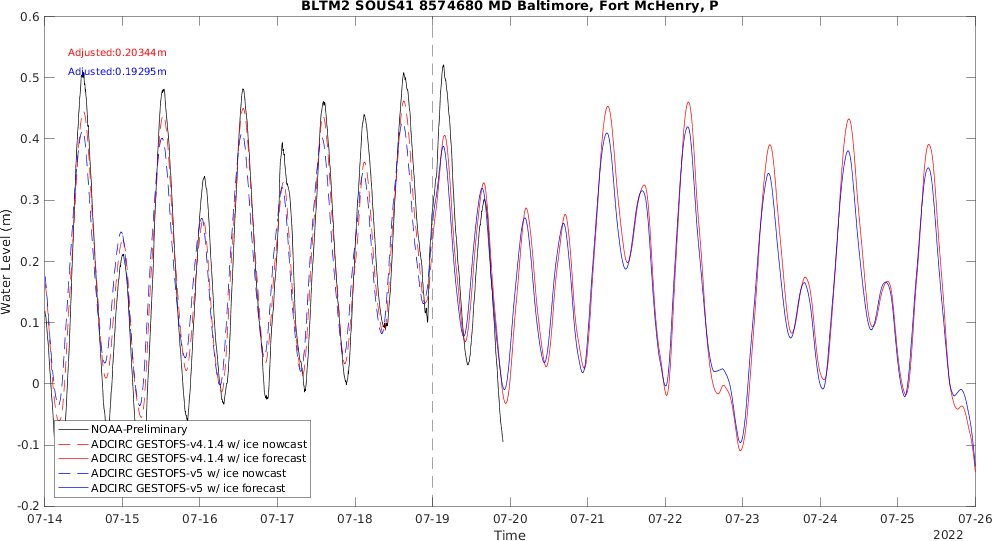 BLTM2 SOUS41 8574680 MD Baltimore, Fort McHenry, P
Adjusted:0.20344m
Adjusted:0.19295m
Water Level (m)
0.6
0.5
0.4
0.3
0.2
0.1
0
-0.1
-0.2
NOAA-Preliminary
ADCIRC GESTOFS-v4.1.4 w/ ice nowcast
ADCIRC GESTOFS-v4.1.4 w/ ice forecast
ADCIRC GESTOFS-v5 w/ ice nowcast
ADCIRC GESTOFS-v5 w/ ice forecast
07-14 07-15 07-16 07-17 07-18 07-19 07-20 07-21 07-22 07-23 07-24 07-25 07-26
Time
2022